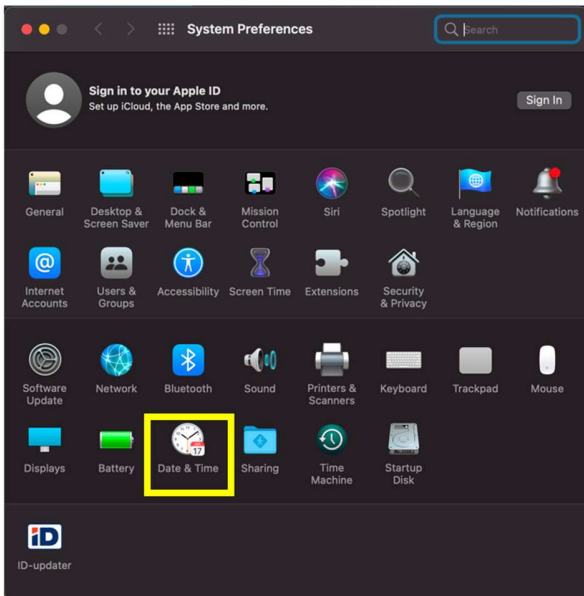 System Preferences
Search
Sign in to your Apple ID
Set up iCloud, the App Store and more.
Sign In
General
Desktop &
Screen Saver
Dock &
Menu Bar
Mission
Control
Siri
Spotlight
Language
& Region
Notifications
Internet
Accounts
Users &
Groups
Accessibility
Screen Time
Extensions
Security
& Privacy
Software
Update
Network
Bluetooth
Sound
Printers &
Scanners
Keyboard
Trackpad
Mouse
Displays
Battery
17
Date & Time
Sharing
Time
Machine
Startup
Disk
iD
ID-updater